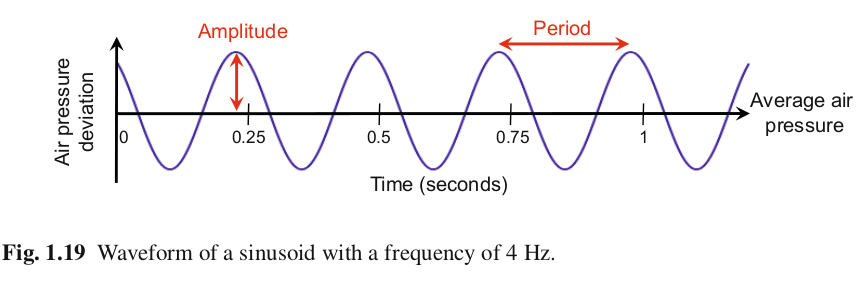 Amplitude
Period
Air pressure
deviation
0
0.25
0.5
0.75
1
Average air
pressure
Time (seconds)
Fig. 1.19 Waveform of a sinusoid with a frequency of 4 Hz.